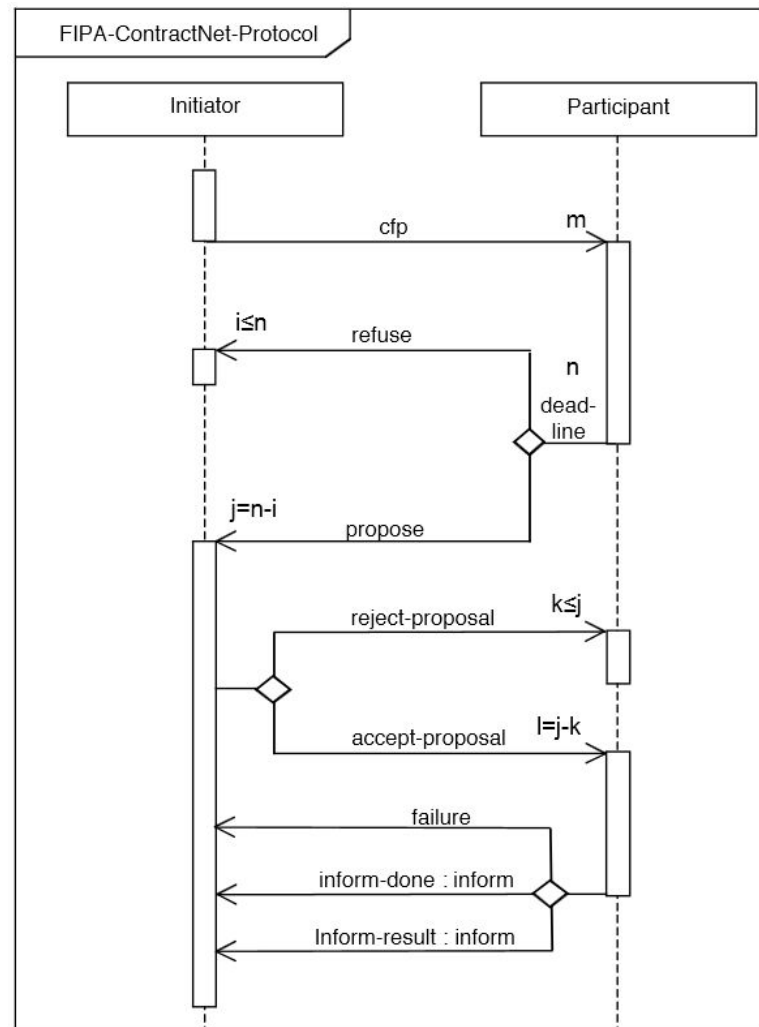 FIPA-ContractNet-Protocol
Initiator
Participant
cfp
m
i≤n
refuse
n
dead-
line
j=n-i
propose
reject-proposal
k≤j
accept-proposal
l=j-k
failure
inform-done : inform
Inform-result : inform